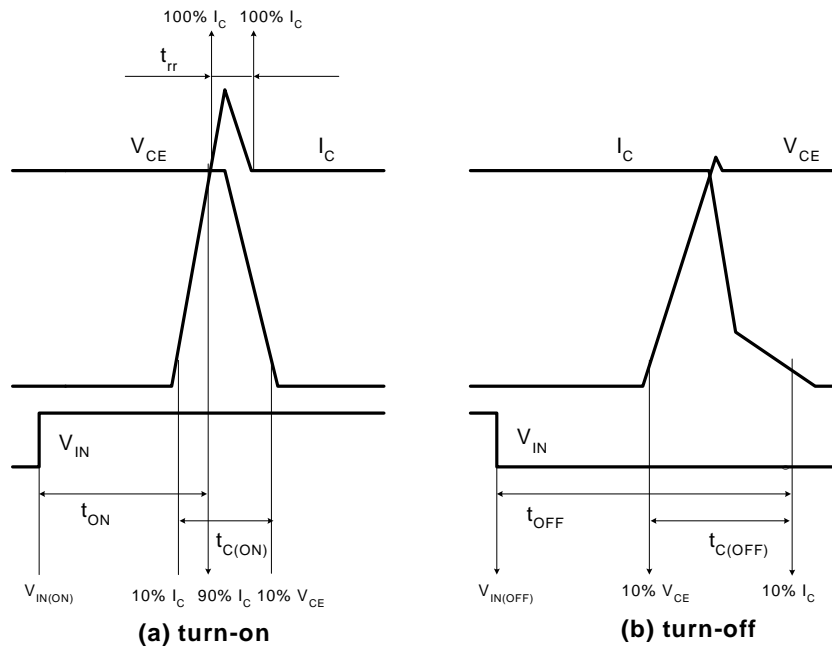 100% I_C 100% I_C
t_rr
V_CE I_C
V_IN
t_ON
t_C(ON)
V_IN(ON) 10% I_C 90% I_C 10% V_CE
(a) turn-on
I_C V_CE
V_IN
t_OFF
t_C(OFF)
V_IN(OFF) 10% V_CE 10% I_C
(b) turn-off